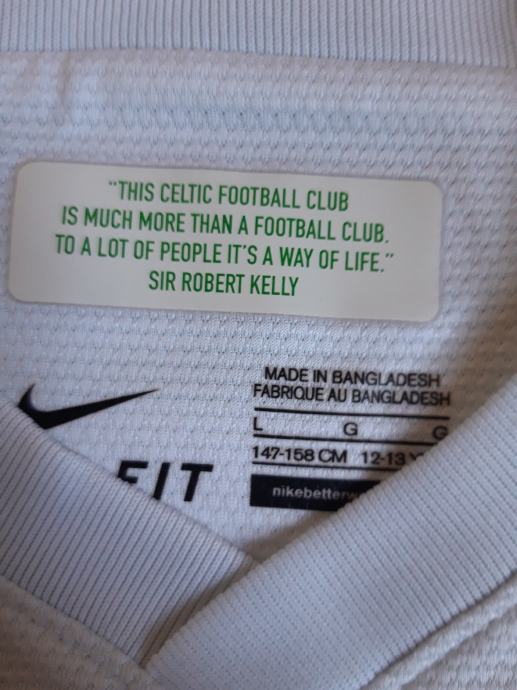 "THIS CELTIC FOOTBALL CLUB
IS MUCH MORE THAN A FOOTBALL CLUB.
TO A LOT OF PEOPLE IT'S A WAY OF LIFE."
SIR ROBERT KELLY
MADE IN BANGLADESH
FABRIQUE AU BANGLADESH
L G G
147-158 CM 12-13
FIT